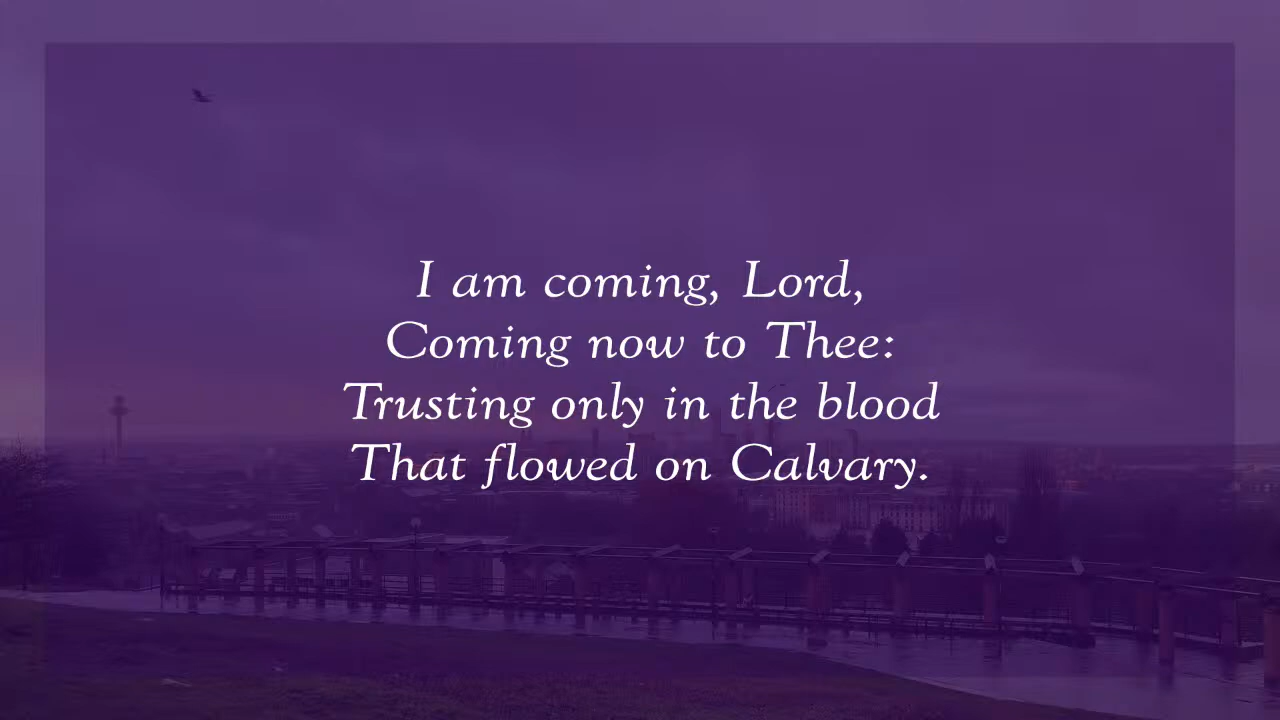 I am coming, Lord,
Coming now to Thee:
Trusting only in the blood
That flowed on Calvary.